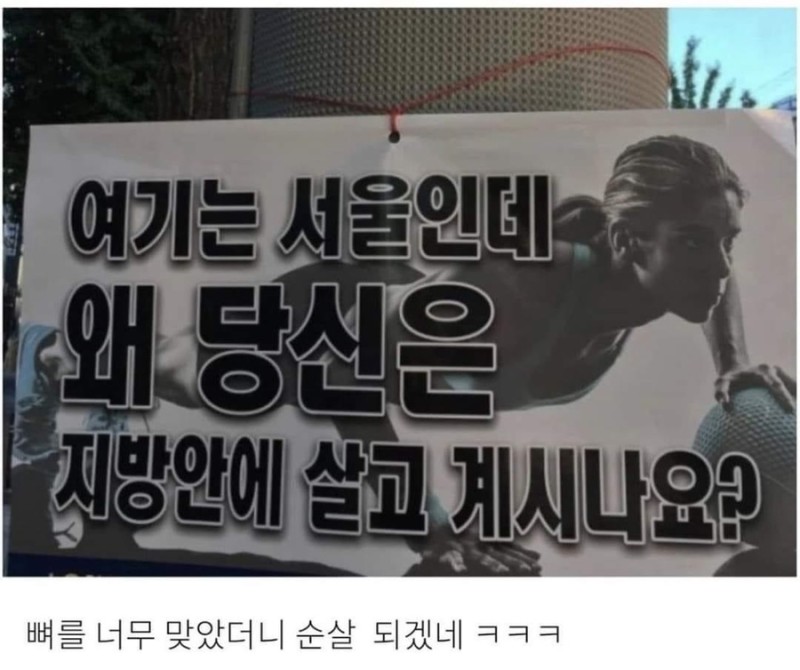 여기는 서울인데
왜 당신은
지방안에 살고 계시나요?
뼈를 너무 맞았더니 순살 되겠네 ㅋㅋㅋ